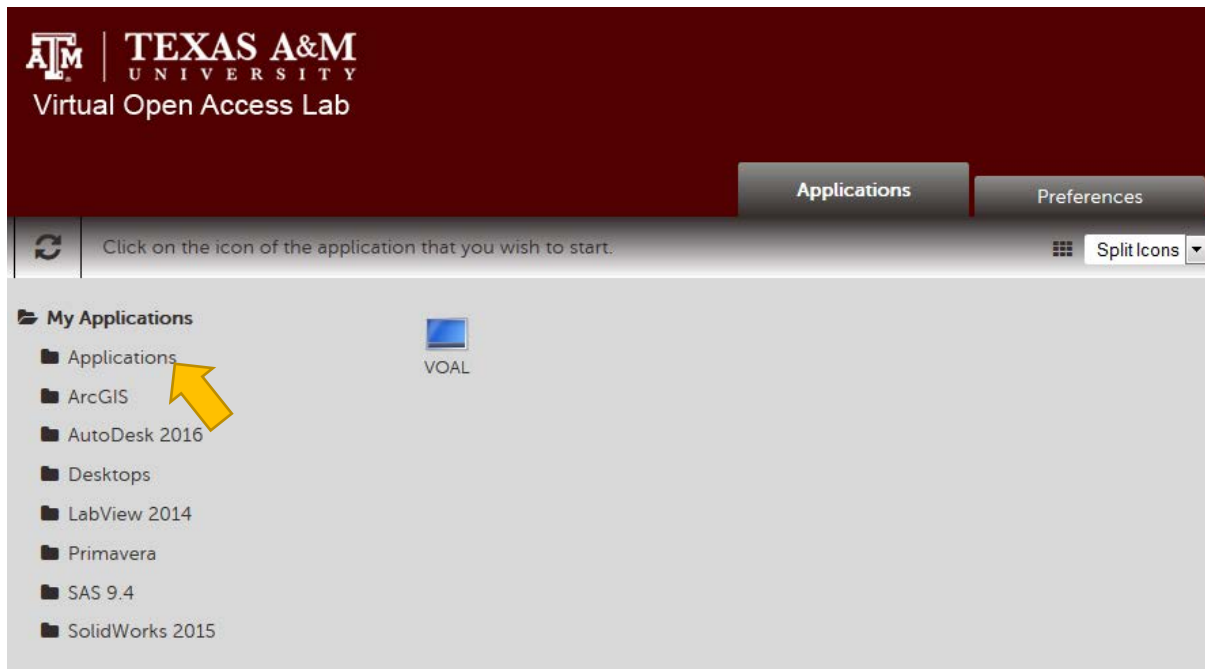 ATM TEXAS A&M
UNIVERSITY
Virtual Open Access Lab
Applications
Preferences
Click on the icon of the application that you wish to start.
Split Icons
My Applications
Applications
ArcGIS
AutoDesk 2016
Desktops
LabView 2014
Primavera
SAS 9.4
SolidWorks 2015
VOAL